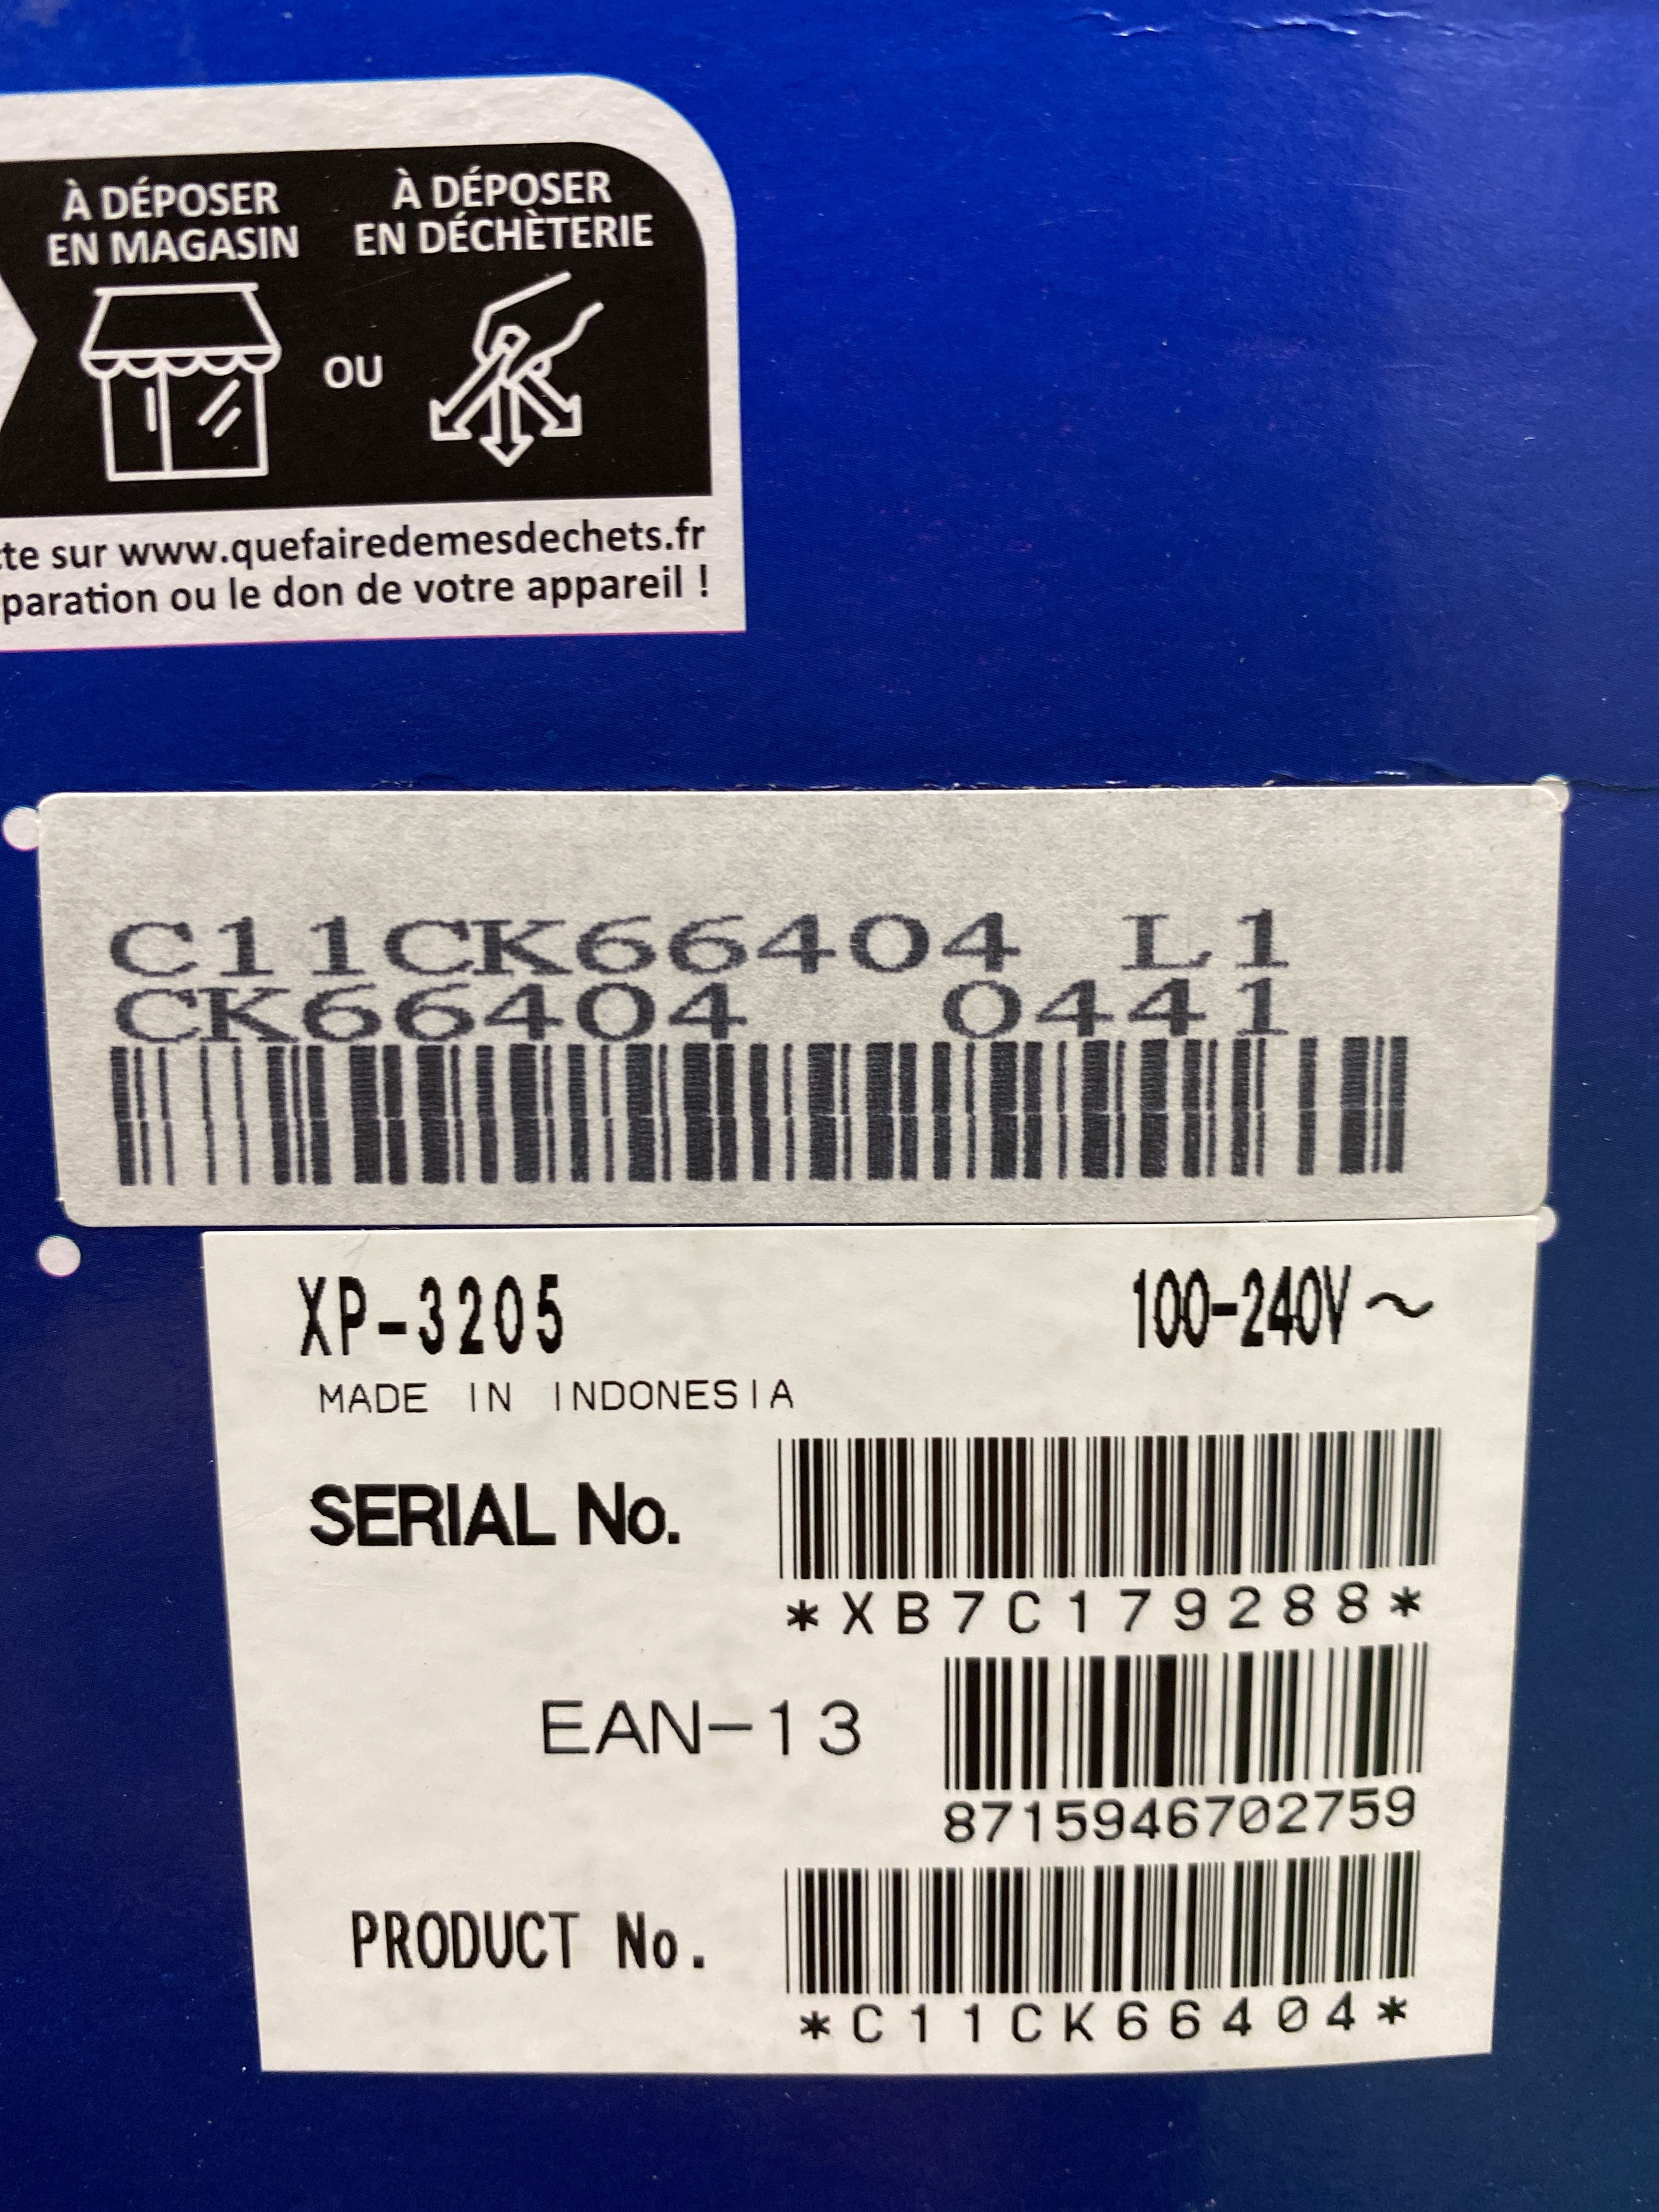 À DÉPOSER
EN MAGASIN
OU
À DÉPOSER
EN DÉCHÈTERIE
sur www.quefairedemesdechets.fr
ou le don de votre appareil !
C11CK66404 L1
CK66404 0441
XP-3205 100-240V~
MADE IN INDONESIA
SERIAL No.
*XB7C179288*
EAN-13
8715946702759
PRODUCT No.
*C11CK66404*